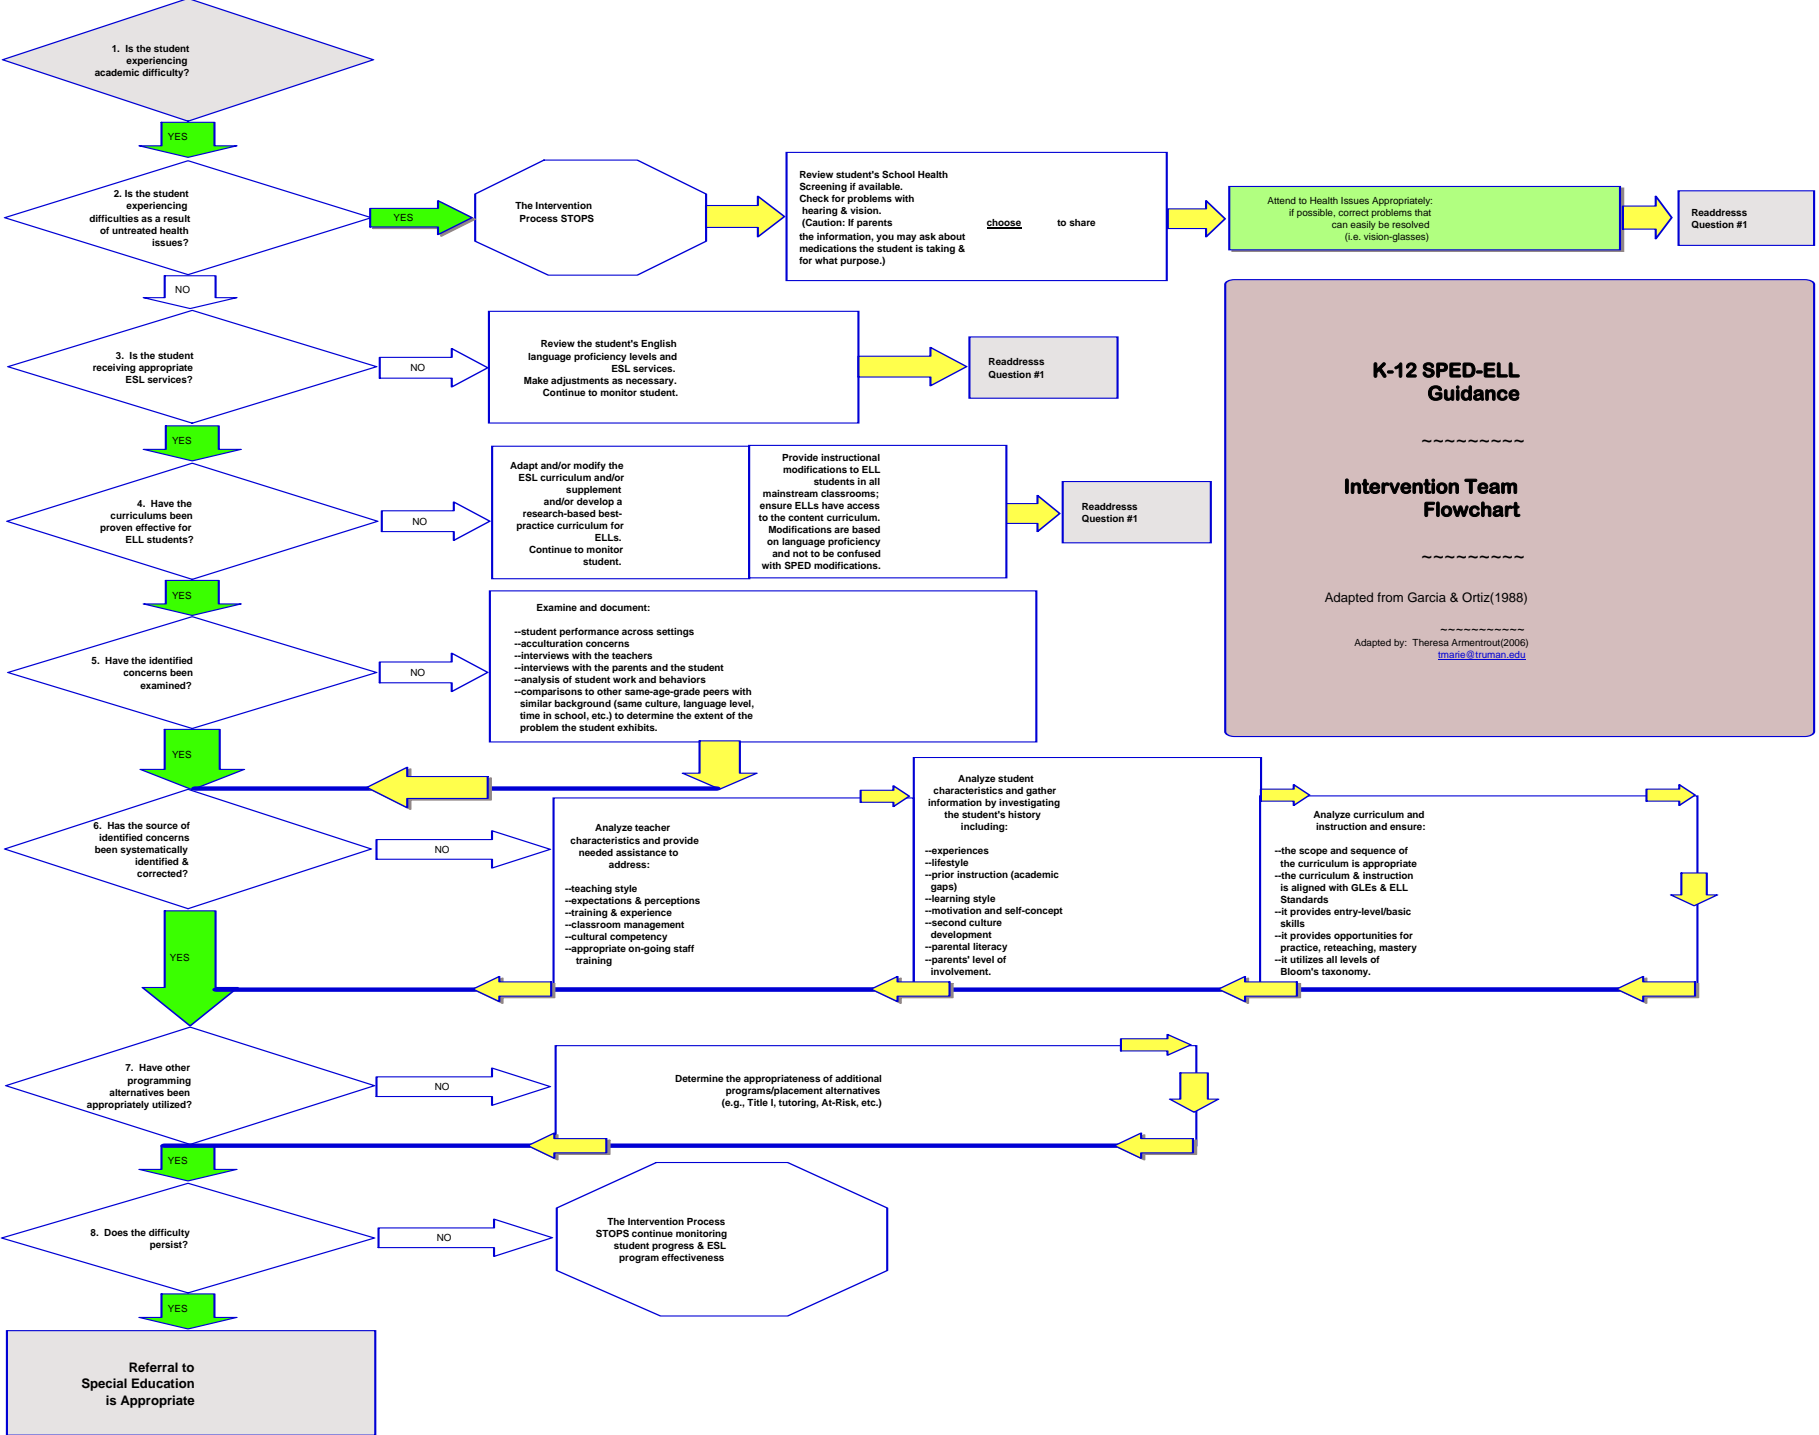 1. Is the student
experiencing
academic difficulty?
YES
2. Is the student
experiencing
difficulties as a result
of untreated health
issues?
YES
The Intervention
Process STOPS
Review student's School Health
Screening if available.
Check for problems with
hearing & vision.
(Caution: If parents choose to share
the information, you may ask about
medications the student is taking &
for what purpose.)
Attend to Health Issues Appropriately:
if possible, correct problems that
can easily be resolved
(i.e. vision-glasses)
Readdresss
Question #1
NO
3. Is the student
receiving appropriate
ESL services?
NO
Review the student's English
language proficiency levels and
ESL services.
Make adjustments as necessary.
Continue to monitor student.
Readdresss
Question #1
K-12 SPED-ELL
Guidance
~~~~~~~~~
Intervention Team
Flowchart
~~~~~~~~~
Adapted from Garcia & Ortiz(1988)
~~~~~~~~~~~
Adapted by: Theresa Armentrout(2006)
tmarie@truman.edu
YES
4. Have the
curriculums been
proven effective for
ELL students?
NO
Adapt and/or modify the
ESL curriculum and/or
supplement
and/or develop a
research-based best-
practice curriculum for
ELLs.
Continue to monitor
student.
Provide instructional
modifications to ELL
students in all
mainstream classrooms;
ensure ELLs have access
to the content curriculum.
Modifications are based
on language proficiency
and not to be confused
with SPED modifications.
Readdresss
Question #1
YES
5. Have the identified
concerns been
examined?
NO
Examine and document:
--student performance across settings
--acculturation concerns
--interviews with the teachers
--interviews with the parents and the student
--analysis of student work and behaviors
--comparisons to other same-age-grade peers with
similar background (same culture, language level,
time in school, etc.) to determine the extent of the
problem the student exhibits.
YES
6. Has the source of
identified concerns
been systematically
identified &
corrected?
NO
Analyze teacher
characteristics and provide
needed assistance to
address:
--teaching style
--expectations & perceptions
--training & experience
--classroom management
--cultural competency
--appropriate on-going staff
training
Analyze student
characteristics and gather
information by investigating
the student's history
including:
--experiences
--lifestyle
--prior instruction (academic
gaps)
--learning style
--motivation and self-concept
--second culture
development
--parental literacy
--parents' level of
involvement.
Analyze curriculum and
instruction and ensure:
--the scope and sequence of
the curriculum is appropriate
--the curriculum & instruction
is aligned with GLEs & ELL
Standards
--it provides entry-level/basic
skills
--it provides opportunities for
practice, reteaching, mastery
--it utilizes all levels of
Bloom's taxonomy.
YES
7. Have other
programming
alternatives been
appropriately utilized?
NO
Determine the appropriateness of additional
programs/placement alternatives
(e.g., Title I, tutoring, At-Risk, etc.)
YES
8. Does the difficulty
persist?
NO
The Intervention Process
STOPS continue monitoring
student progress & ESL
program effectiveness
YES
Referral to
Special Education
is Appropriate